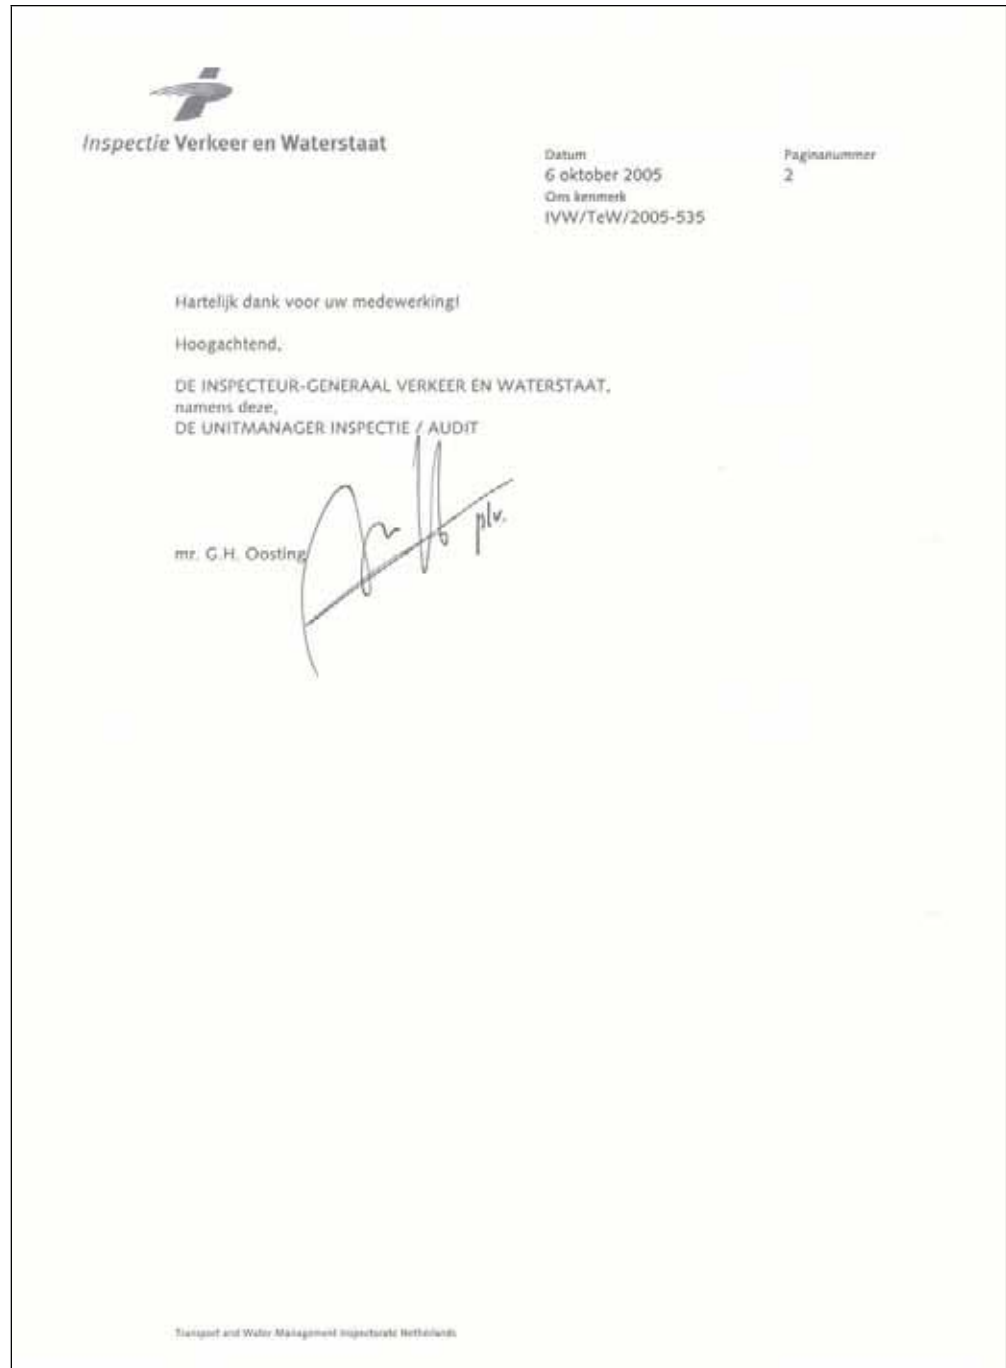 Inspectie Verkeer en Waterstaat
Datum
6 oktober 2005
Ons kenmerk
IVW/TeW/2005-535
Paginanummer
2
Hartelijk dank voor uw medewerking!
Hoogachtend,
DE INSPECTEUR-GENERAAL VERKEER EN WATERSTAAT,
namens deze,
DE UNITMANAGER INSPECTIE / AUDIT
plv.
mr. G.H. Oosting
Transport and Water Management Inspectorate Netherlands